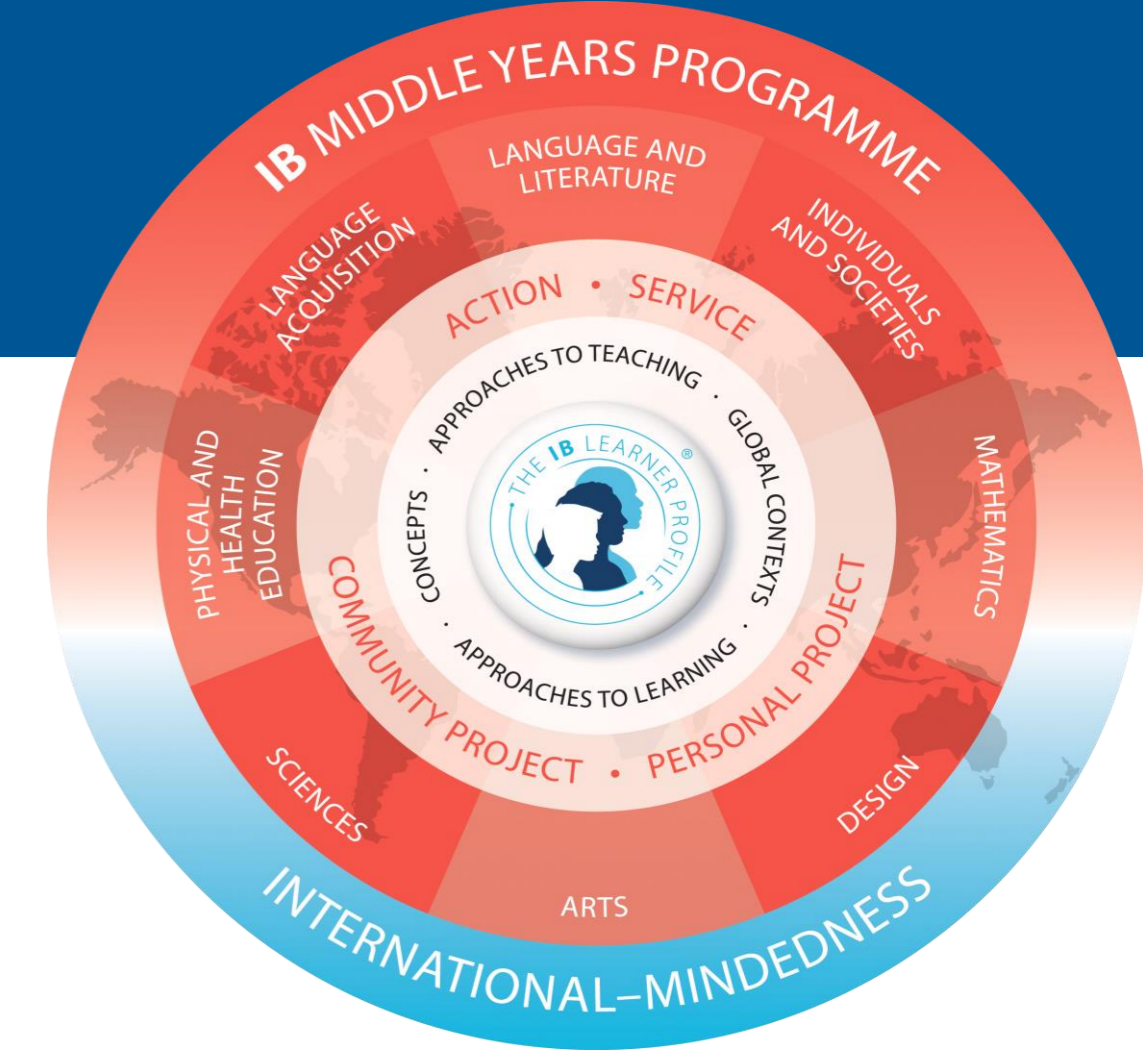 IB MIDDLE YEARS PROGRAMME
LANGUAGE AND
LITERATURE
INDIVIDUALS
AND SOCIETIES
MATHEMATICS
DESIGN
ARTS
SCIENCES
PHYSICAL AND
HEALTH
EDUCATION
LANGUAGE
ACQUISITION
ACTION • SERVICE
PERSONAL PROJECT
•
COMMUNITY PROJECT
APPROACHES TO TEACHING · GLOBAL CONTEXTS · APPROACHES TO LEARNING · CONCEPTS ·
THE IB LEARNER PROFILE ®
INTERNATIONAL–MINDEDNESS